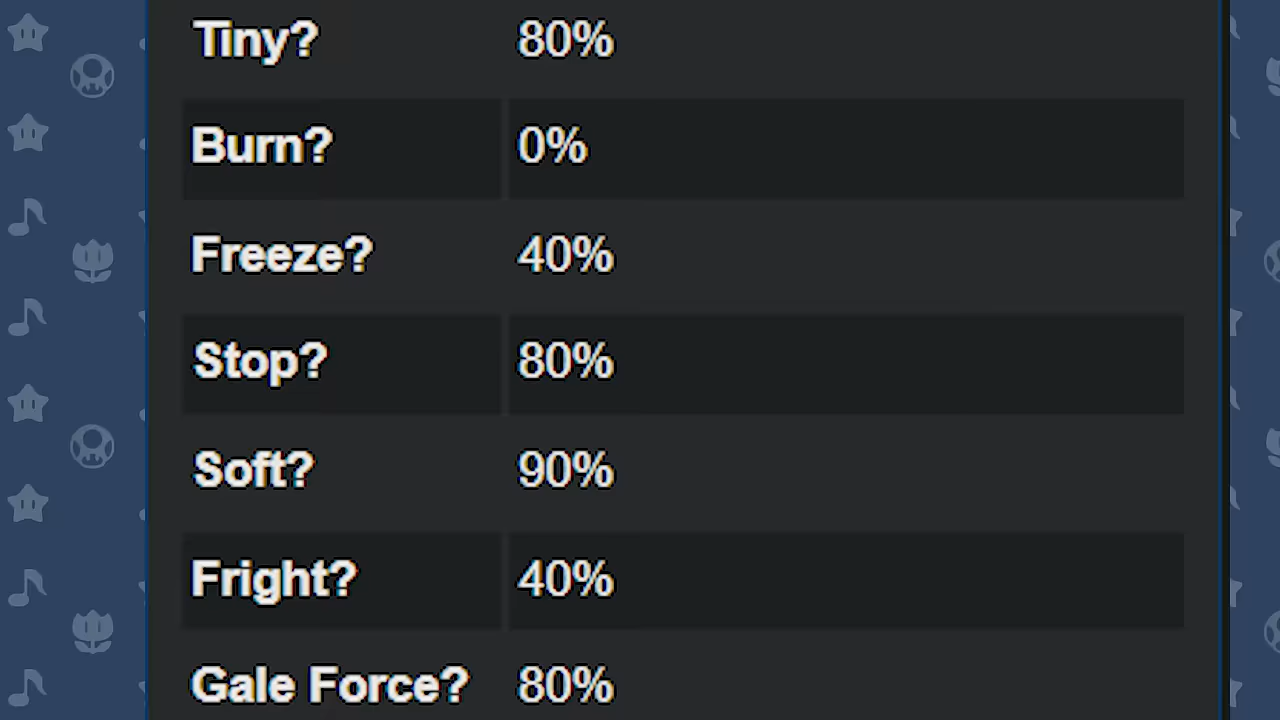 Tiny? 80%
Burn? 0%
Freeze? 40%
Stop? 80%
Soft? 90%
Fright? 40%
Gale Force? 80%